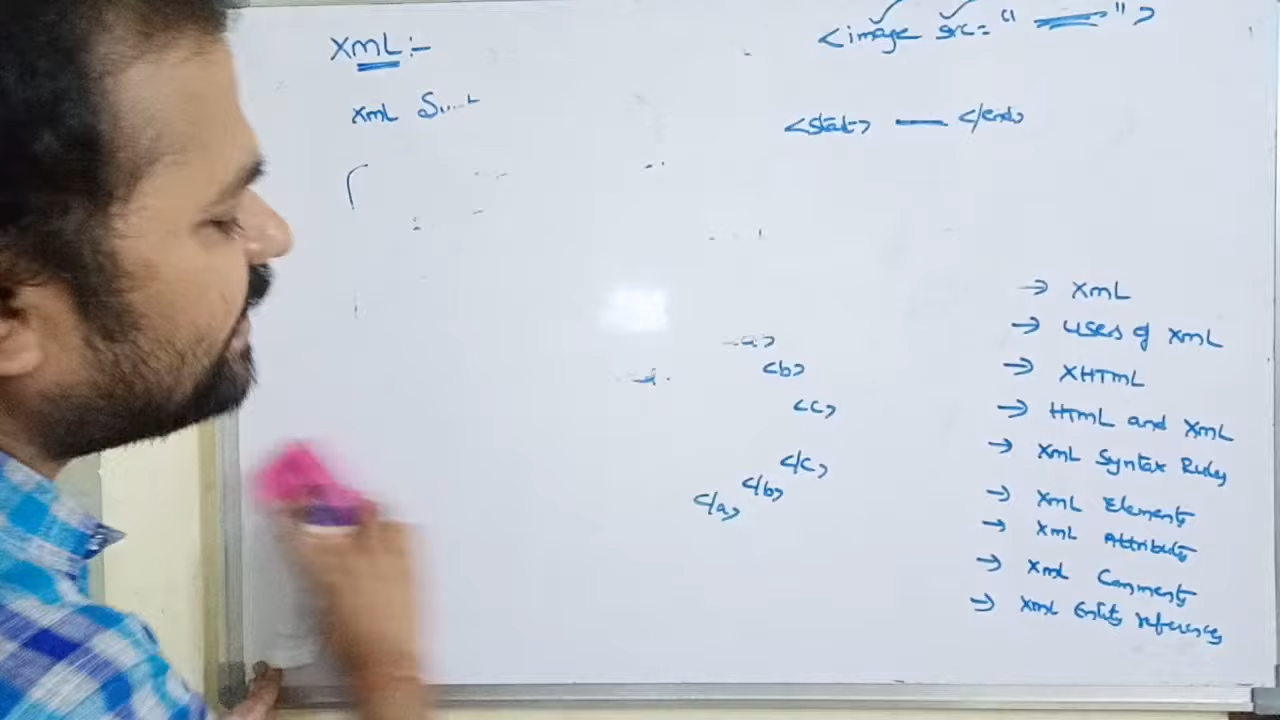 XML:-
<image src=" ">
XML
<start> — </end>
<b>
<c>
</c>
</b>
</a>
→ XML
→ Uses of XML
→ XHTML
→ HTML and XML
→ XML Syntax Rules
→ XML Elements
→ XML Attributes
→ XML Comments
→ XML Entity references